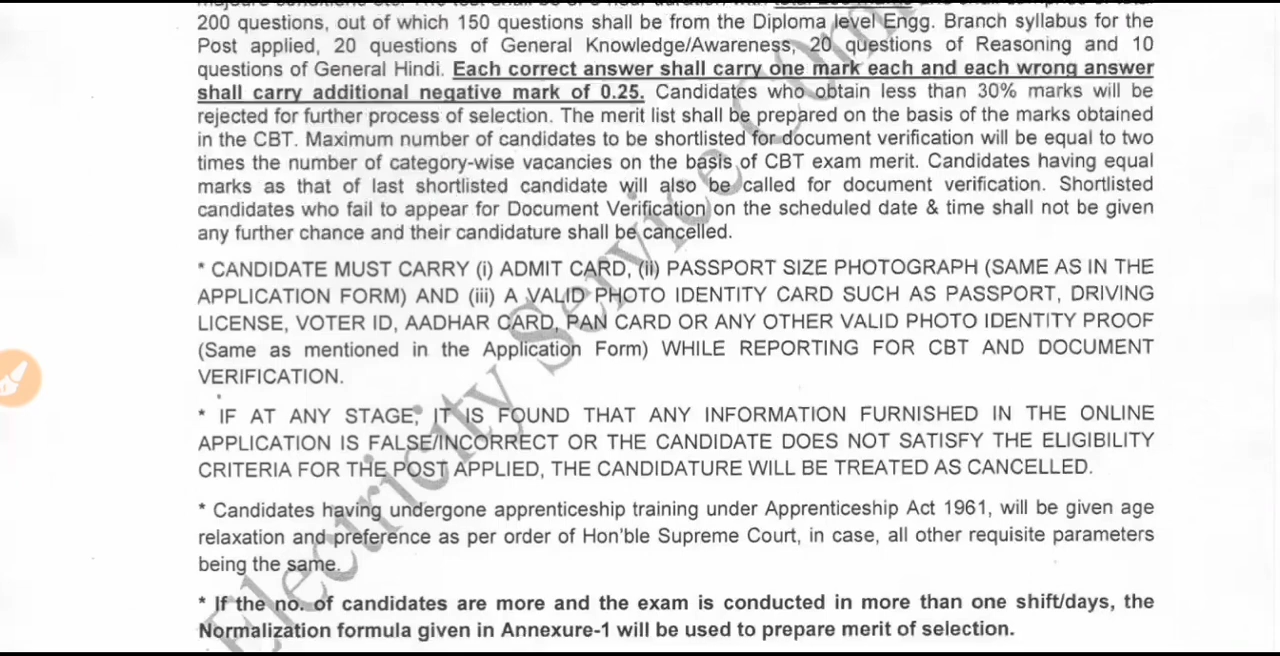 200 questions, out of which 150 questions shall be from the Diploma level Engg. Branch syllabus for the
Post applied, 20 questions of General Knowledge/Awareness, 20 questions of Reasoning and 10
questions of General Hindi. Each correct answer shall carry one mark each and each wrong answer
shall carry additional negative mark of 0.25. Candidates who obtain less than 30% marks will be
rejected for further process of selection. The merit list shall be prepared on the basis of the marks obtained
in the CBT. Maximum number of candidates to be shortlisted for document verification will be equal to two
times the number of category-wise vacancies on the basis of CBT exam merit. Candidates having equal
marks as that of last shortlisted candidate will also be called for document verification. Shortlisted
candidates who fail to appear for Document Verification on the scheduled date & time shall not be given
any further chance and their candidature shall be cancelled.
* CANDIDATE MUST CARRY (i) ADMIT CARD, (ii) PASSPORT SIZE PHOTOGRAPH (SAME AS IN THE
APPLICATION FORM) AND (iii) A VALID PHOTO IDENTITY CARD SUCH AS PASSPORT, DRIVING
LICENSE, VOTER ID, AADHAR CARD, PAN CARD OR ANY OTHER VALID PHOTO IDENTITY PROOF
(Same as mentioned in the Application Form) WHILE REPORTING FOR CBT AND DOCUMENT
VERIFICATION.
* IF AT ANY STAGE, IT IS FOUND THAT ANY INFORMATION FURNISHED IN THE ONLINE
APPLICATION IS FALSE/INCORRECT OR THE CANDIDATE DOES NOT SATISFY THE ELIGIBILITY
CRITERIA FOR THE POST APPLIED, THE CANDIDATURE WILL BE TREATED AS CANCELLED.
* Candidates having undergone apprenticeship training under Apprenticeship Act 1961, will be given age
relaxation and preference as per order of Hon'ble Supreme Court, in case, all other requisite parameters
being the same.
* If the no. of candidates are more and the exam is conducted in more than one shift/days, the
Normalization formula given in Annexure-1 will be used to prepare merit of selection.
Electricity Service Com